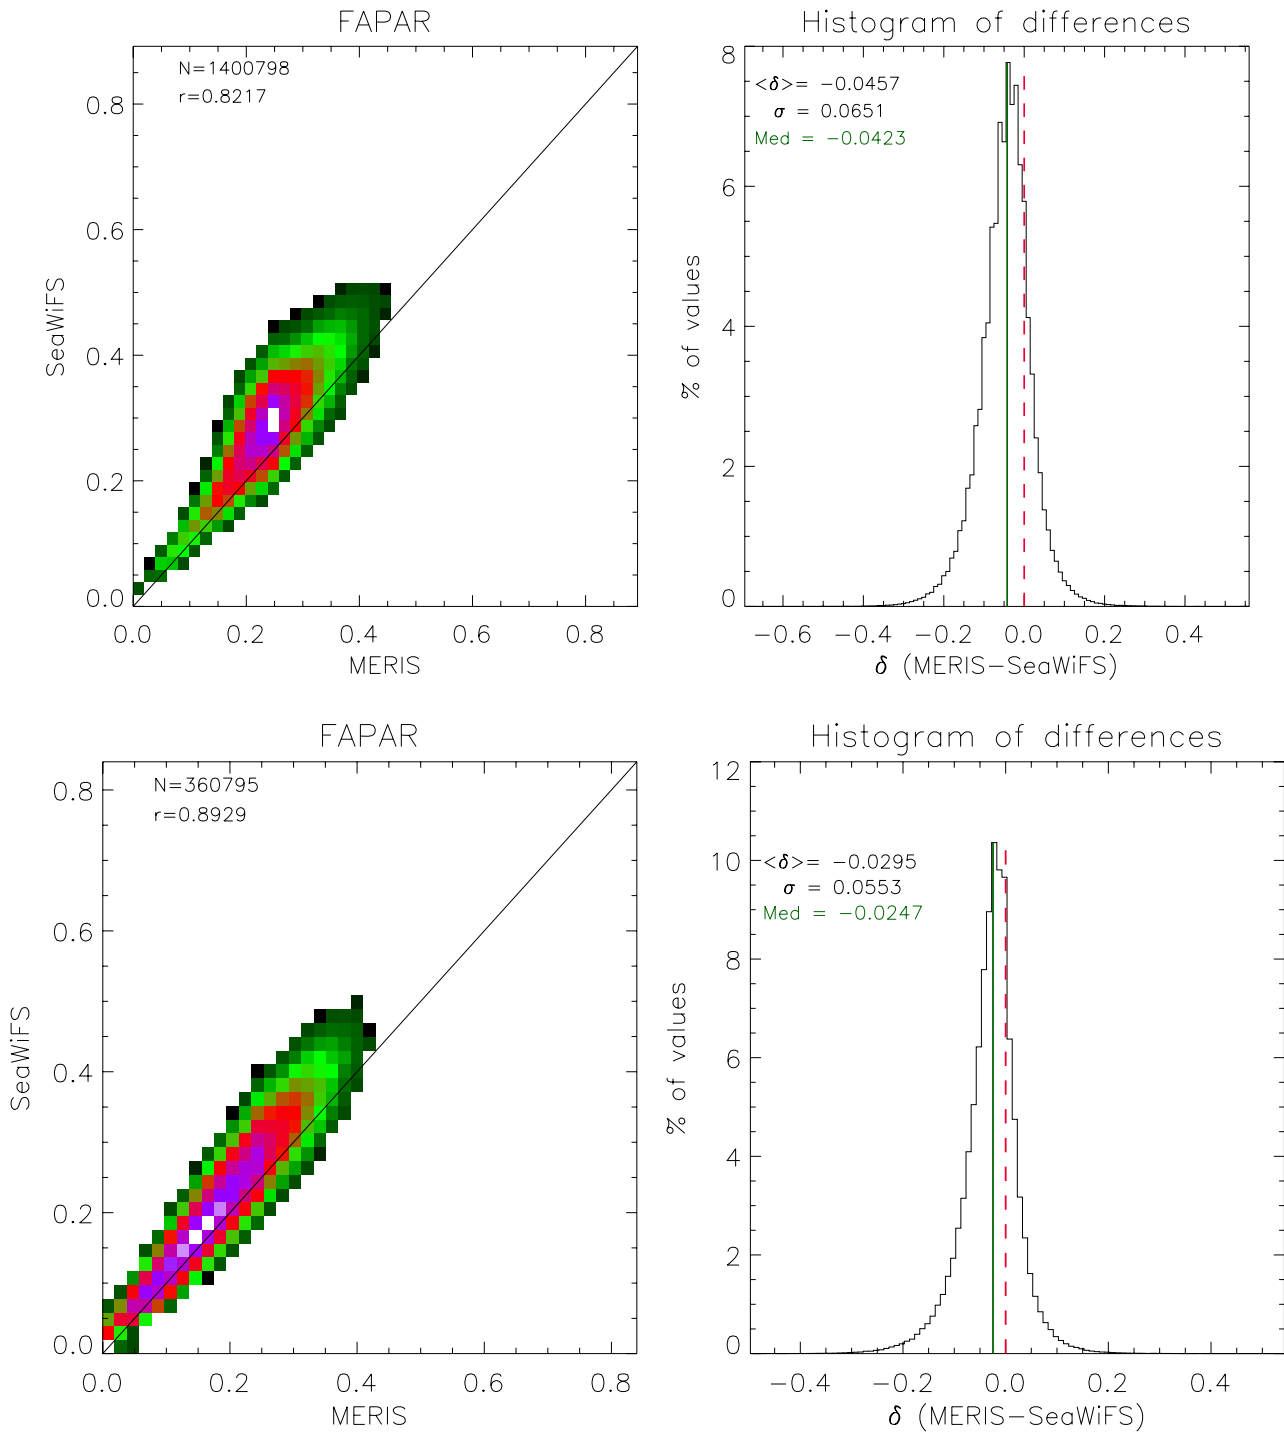 FAPAR
N=1400798
r=0.8217
0.8
0.6
0.4
0.2
0.0
SeaWiFS
0.0 0.2 0.4 0.6 0.8
MERIS
Histogram of differences
<δ>= −0.0457
σ = 0.0651
Med = −0.0423
8
6
4
2
0
% of values
−0.6 −0.4 −0.2 0.0 0.2 0.4
δ (MERIS−SeaWiFS)
FAPAR
N=360795
r=0.8929
0.8
0.6
0.4
0.2
0.0
SeaWiFS
0.0 0.2 0.4 0.6 0.8
MERIS
Histogram of differences
<δ>= −0.0295
σ = 0.0553
Med = −0.0247
12
10
8
6
4
2
0
% of values
−0.4 −0.2 0.0 0.2 0.4
δ (MERIS−SeaWiFS)